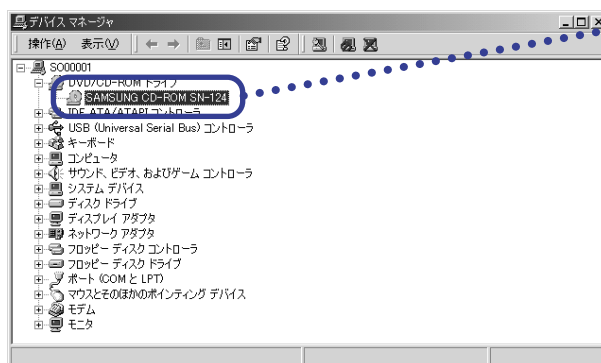 デバイス マネージャ
操作(A) 表示(V)
SO00001
DVD/CD-ROM ドライブ
SAMSUNG CD-ROM SN-124
IDE ATA/ATAPI コントローラ
USB (Universal Serial Bus) コントローラ
キーボード
コンピュータ
サウンド、ビデオ、およびゲーム コントローラ
システム デバイス
ディスク ドライブ
ディスプレイ アダプタ
ネットワーク アダプタ
フロッピー ディスク コントローラ
フロッピー ディスク ドライブ
ポート (COM と LPT)
マウスとそのほかのポインティング デバイス
モデム
モニタ